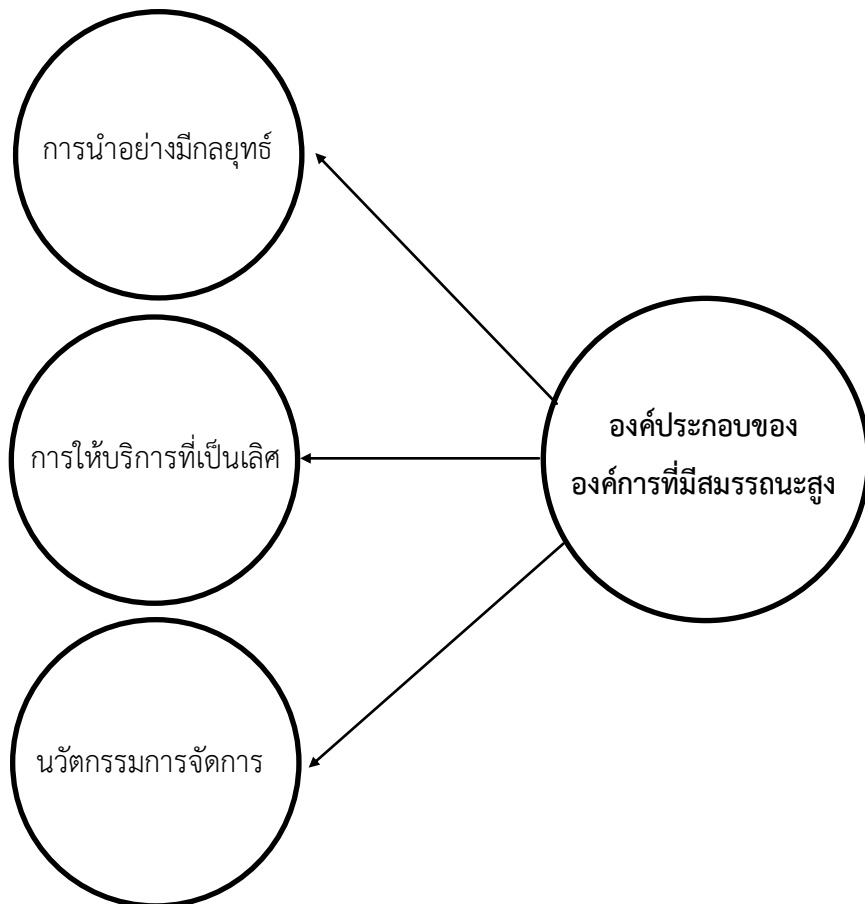 การนำอย่างมีกลยุทธ์
การให้บริการที่เป็นเลิศ
องค์ประกอบของ
องค์การที่มีสมรรถนะสูง
นวัตกรรมการจัดการ